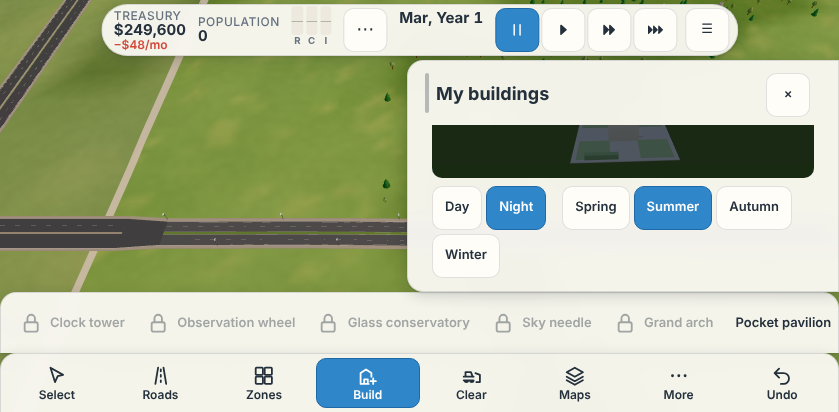 TREASURY
$249,600
−$48/mo
POPULATION
0
R C I
...
Mar, Year 1
My buildings
×
Day
Night
Spring
Summer
Autumn
Winter
Clock tower
Observation wheel
Glass conservatory
Sky needle
Grand arch
Pocket pavilion
Select
Roads
Zones
Build
Clear
Maps
More
Undo